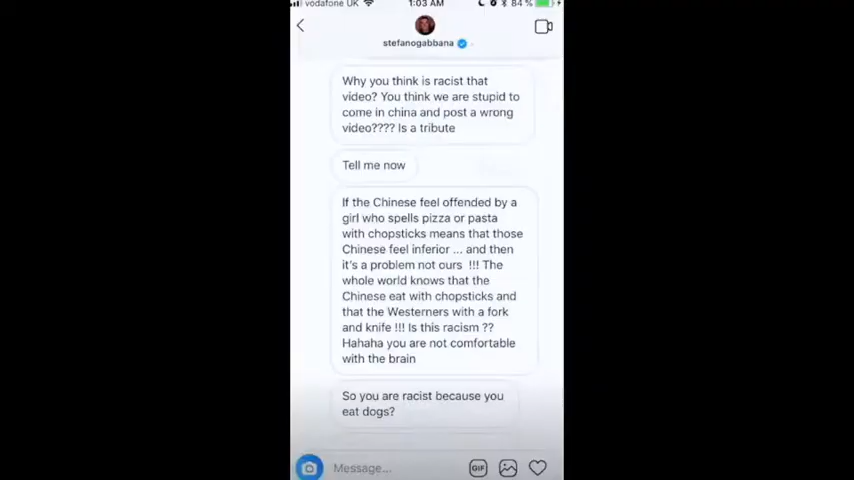 vodafone UK 1:03 AM 84 %
stefanogabbana
Why you think is racist that
video? You think we are stupid to
come in china and post a wrong
video???? Is a tribute
Tell me now
If the Chinese feel offended by a
girl who spells pizza or pasta
with chopsticks means that those
Chinese feel inferior ... and then
it's a problem not ours !!! The
whole world knows that the
Chinese eat with chopsticks and
that the Westerners with a fork
and knife !!! Is this racism ??
Hahaha you are not comfortable
with the brain
So you are racist because you
eat dogs?
Message...
GIF